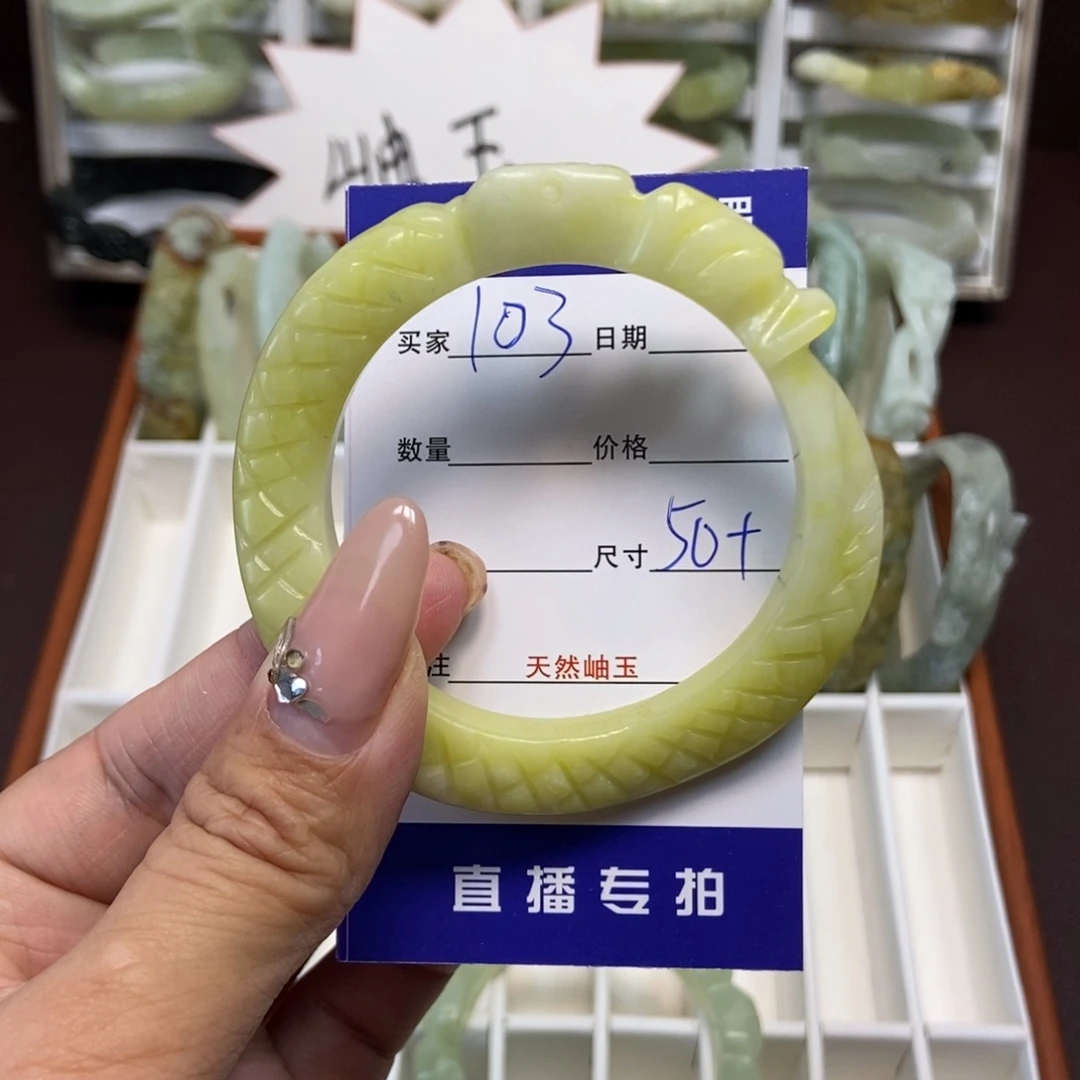 岫玉
买家 103 日期
数量 价格
尺寸 50+
注 天然岫玉
直播专拍